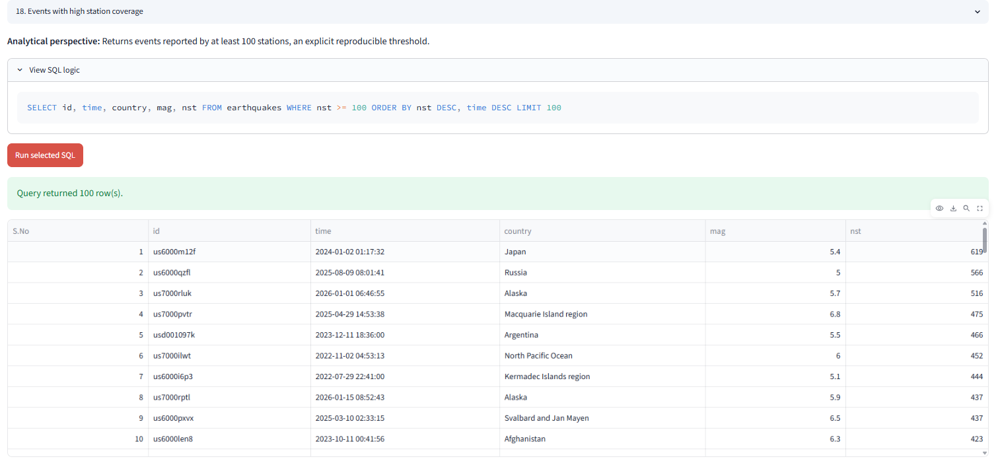 18. Events with high station coverage
Analytical perspective: Returns events reported by at least 100 stations, an explicit reproducible threshold.
View SQL logic
SELECT id, time, country, mag, nst FROM earthquakes WHERE nst >= 100 ORDER BY nst DESC, time DESC LIMIT 100
Run selected SQL
Query returned 100 row(s).
S.No id time country mag nst
1 us6000m12f 2024-01-02 01:17:32 Japan 5.4 619
2 us6000qzfl 2025-08-09 08:01:41 Russia 5 566
3 us7000rluk 2026-01-01 06:46:55 Alaska 5.7 516
4 us7000pvtr 2025-04-29 14:53:38 Macquarie Island region 6.8 475
5 usd001097k 2023-12-11 18:36:00 Argentina 5.5 466
6 us7000ilwt 2022-11-02 04:53:13 North Pacific Ocean 6 452
7 us6000i6p3 2022-07-29 22:41:00 Kermadec Islands region 5.1 444
8 us7000rptl 2026-01-15 08:52:43 Alaska 5.9 437
9 us6000pxvx 2025-03-10 02:33:15 Svalbard and Jan Mayen 6.5 437
10 us6000len8 2023-10-11 00:41:56 Afghanistan 6.3 423